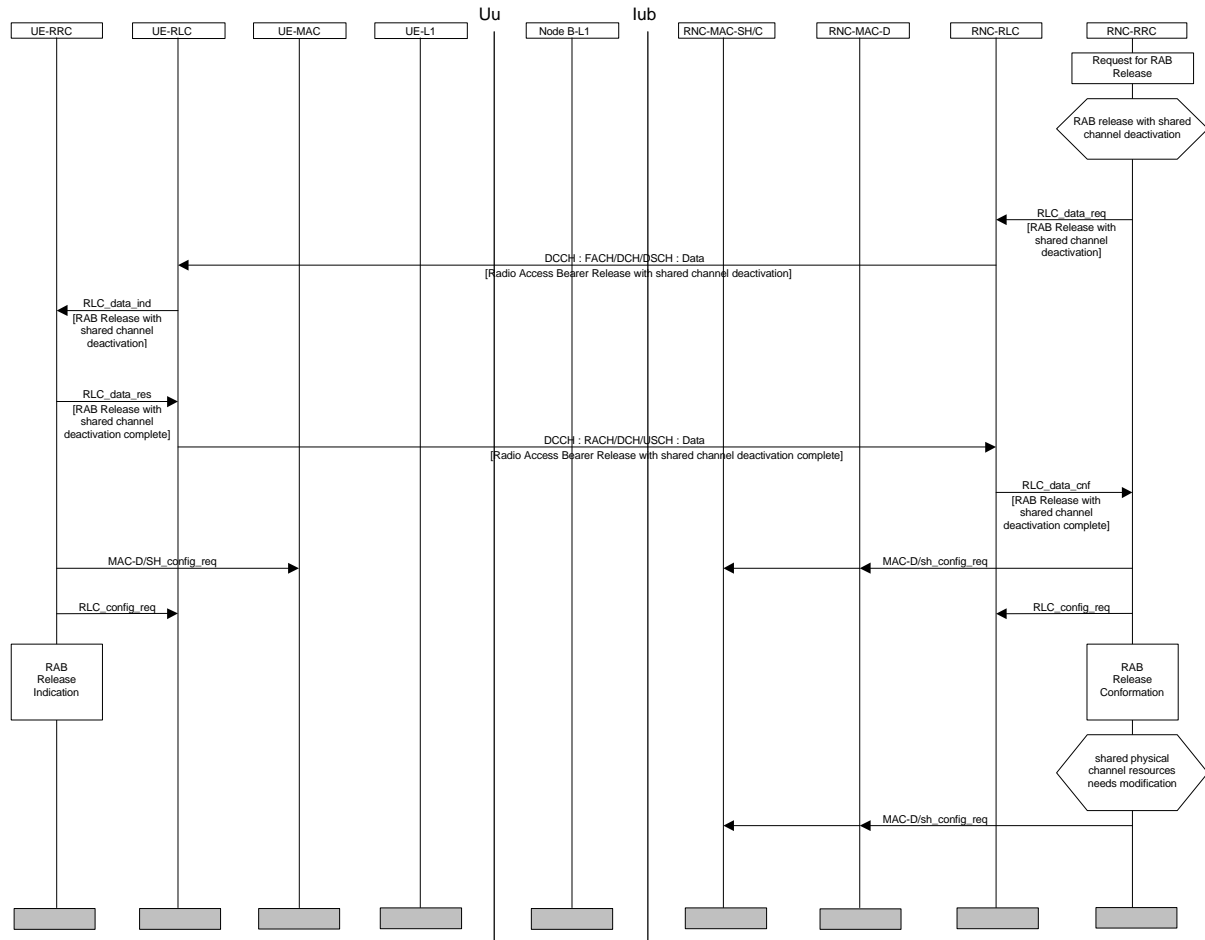 Uu
Iub
UE-RRC
UE-RLC
UE-MAC
UE-L1
Node B-L1
RNC-MAC-SH/C
RNC-MAC-D
RNC-RLC
RNC-RRC
Request for RAB
Release
RAB release with shared
channel deactivation
RLC_data_req
[RAB Release with
shared channel
deactivation]
DCCH : FACH/DCH/DSCH : Data
[Radio Access Bearer Release with shared channel deactivation]
RLC_data_ind
[RAB Release with
shared channel
deactivation]
RLC_data_res
[RAB Release with
shared channel
deactivation complete]
DCCH : RACH/DCH/USCH : Data
[Radio Access Bearer Release with shared channel deactivation complete]
RLC_data_cnf
[RAB Release with
shared channel
deactivation complete]
MAC-D/SH_config_req
MAC-D/sh_config_req
RLC_config_req
RLC_config_req
RAB
Release
Indication
RAB
Release
Conformation
shared physical
channel resources
needs modification
MAC-D/sh_config_req